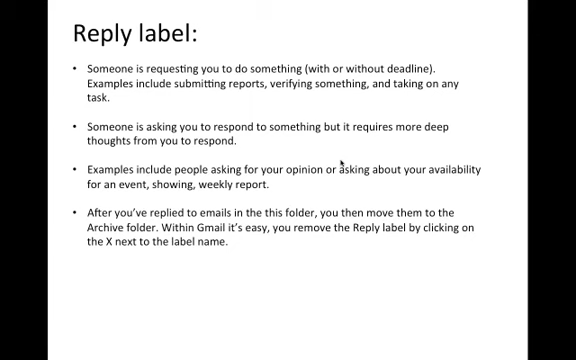 Reply label:
• Someone is requesting you to do something (with or without deadline).
Examples include submitting reports, verifying something, and taking on any
task.
• Someone is asking you to respond to something but it requires more deep
thoughts from you to respond.
• Examples include people asking for your opinion or asking about your availability
for an event, showing, weekly report.
• After you've replied to emails in the this folder, you then move them to the
Archive folder. Within Gmail it's easy, you remove the Reply label by clicking on
the X next to the label name.